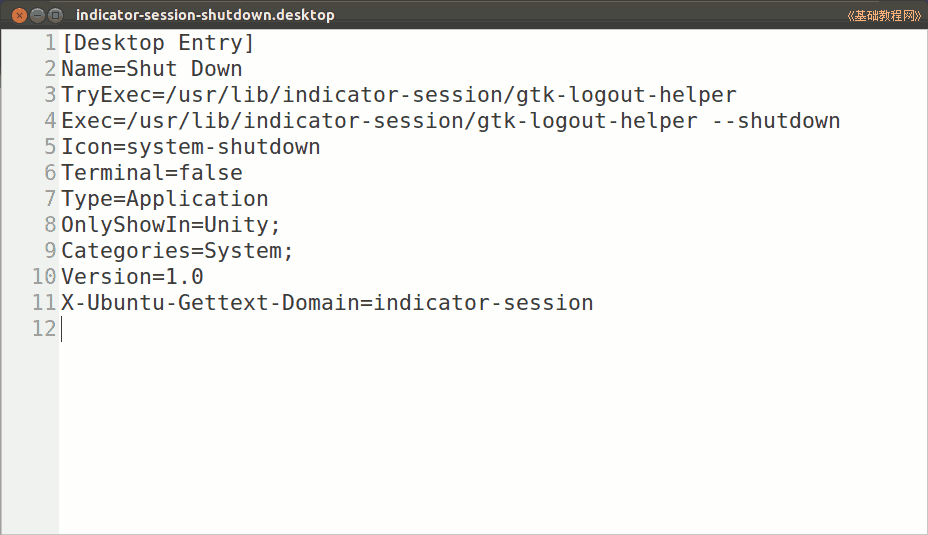 indicator-session-shutdown.desktop 《基础教程网》
1 [Desktop Entry]
2 Name=Shut Down
3 TryExec=/usr/lib/indicator-session/gtk-logout-helper
4 Exec=/usr/lib/indicator-session/gtk-logout-helper --shutdown
5 Icon=system-shutdown
6 Terminal=false
7 Type=Application
8 OnlyShowIn=Unity;
9 Categories=System;
10 Version=1.0
11 X-Ubuntu-Gettext-Domain=indicator-session
12